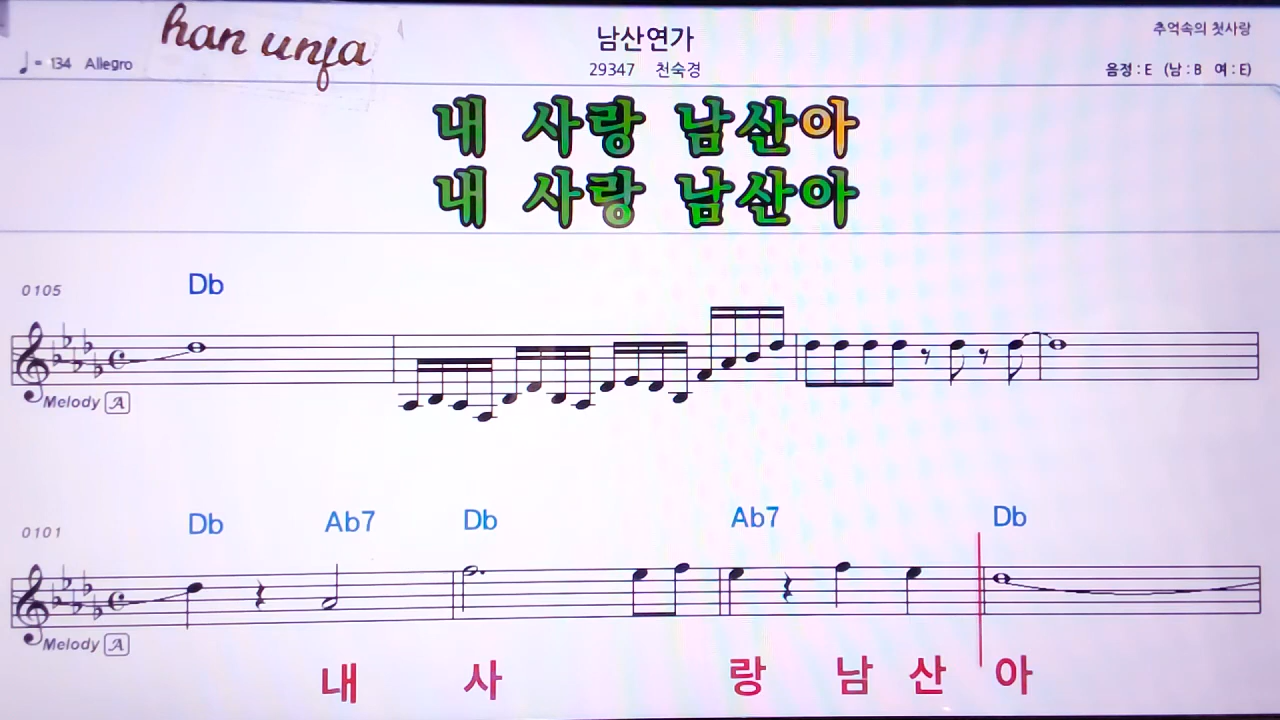 han unfa
남산연가
추억속의 첫사랑
♩= 134 Allegro
29347 천숙경
음정 : E (남 : B 여 : E)
내 사랑 남산아
내 사랑 남산아
Db
0105
Melody A
Db Ab7 Db Ab7 Db
0101
Melody A
내 사 랑 남 산 아